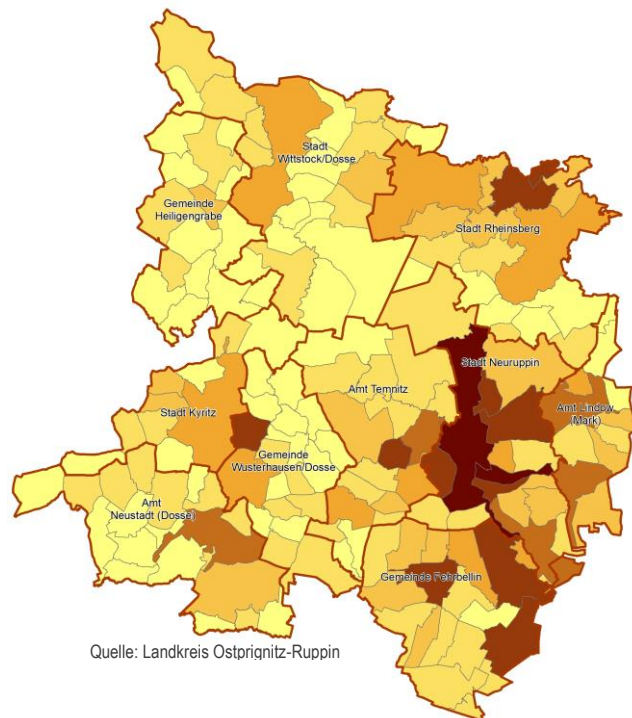 Stadt
Wittstock/Dosse
Gemeinde
Heiligengrabe
Stadt Rheinsberg
Stadt Neuruppin
Amt Temnitz
Amt Lindow
(Mark)
Stadt Kyritz
Gemeinde
Wusterhausen/Dosse
Amt
Neustadt (Dosse)
Gemeinde Fehrbellin
Quelle: Landkreis Ostprignitz-Ruppin